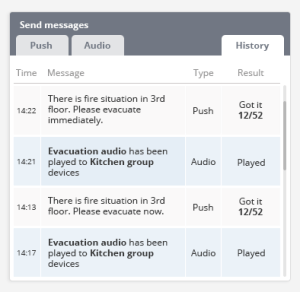 Send messages
Push Audio History
Time Message Type Result
14:22 There is fire situation in 3rd floor. Please evacuate immediately. Push Got it 12/52
14:21 Evacuation audio has been played to Kitchen group devices Audio Played
14:13 There is fire situation in 3rd floor. Please evacuate now. Push Got it 12/52
14:17 Evacuation audio has been played to Kitchen group devices Audio Played